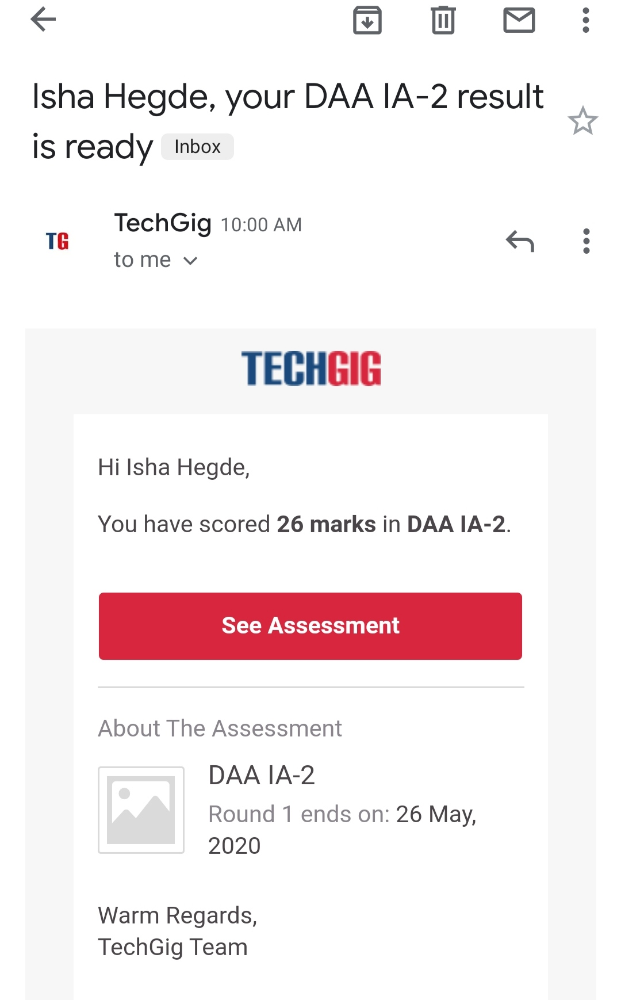 Isha Hegde, your DAA IA-2 result
is ready Inbox
TG
TechGig 10:00 AM
to me
TECHGIG
Hi Isha Hegde,
You have scored 26 marks in DAA IA-2.
See Assessment
About The Assessment
DAA IA-2
Round 1 ends on: 26 May,
2020
Warm Regards,
TechGig Team